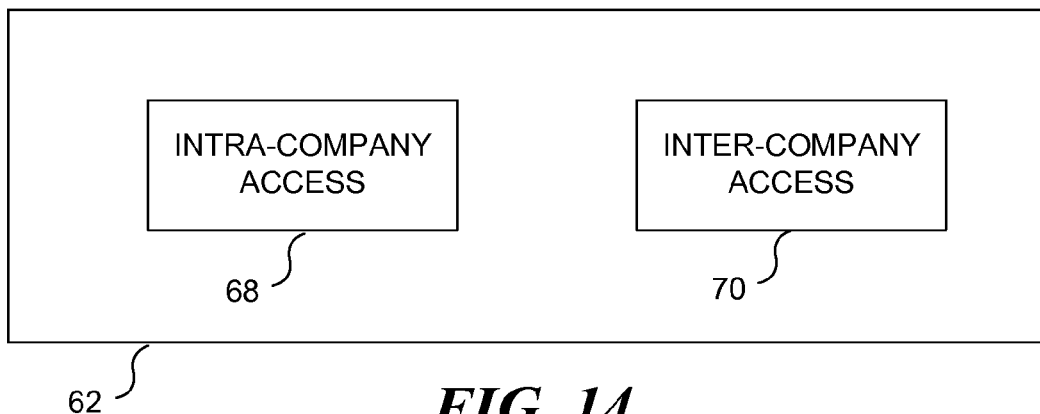 INTRA-COMPANY
ACCESS
INTER-COMPANY
ACCESS
68
70
62
FIG. 14